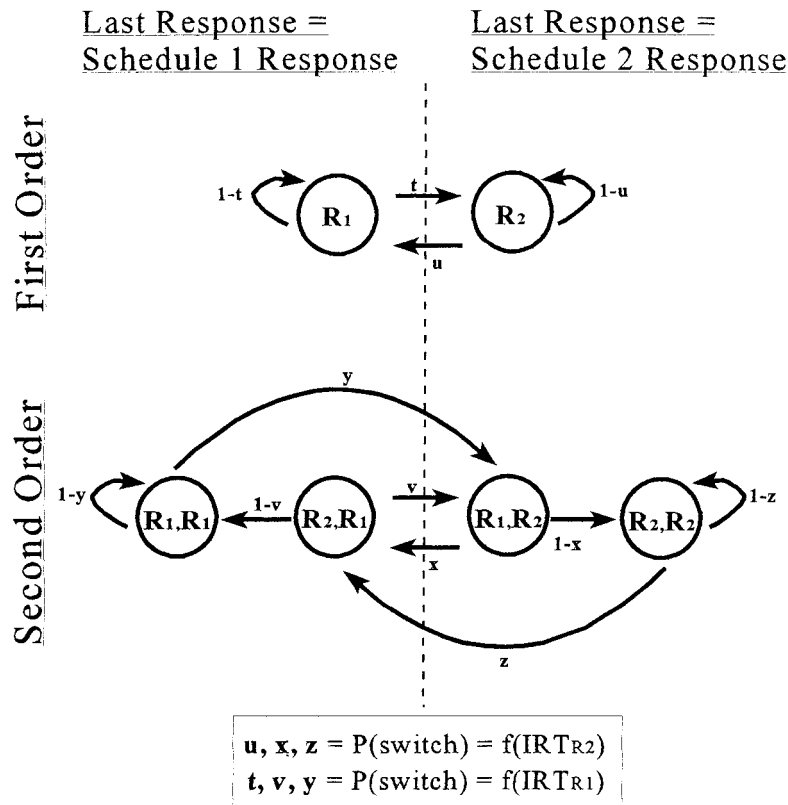 Last Response =
Schedule 1 Response
Last Response =
Schedule 2 Response
First Order
1-t
R1
t
u
R2
1-u
Second Order
y
1-y
R1,R1
1-v
R2,R1
v
x
R1,R2
1-x
R2,R2
1-z
z
u, x, z = P(switch) = f(IRTR2)
t, v, y = P(switch) = f(IRTR1)